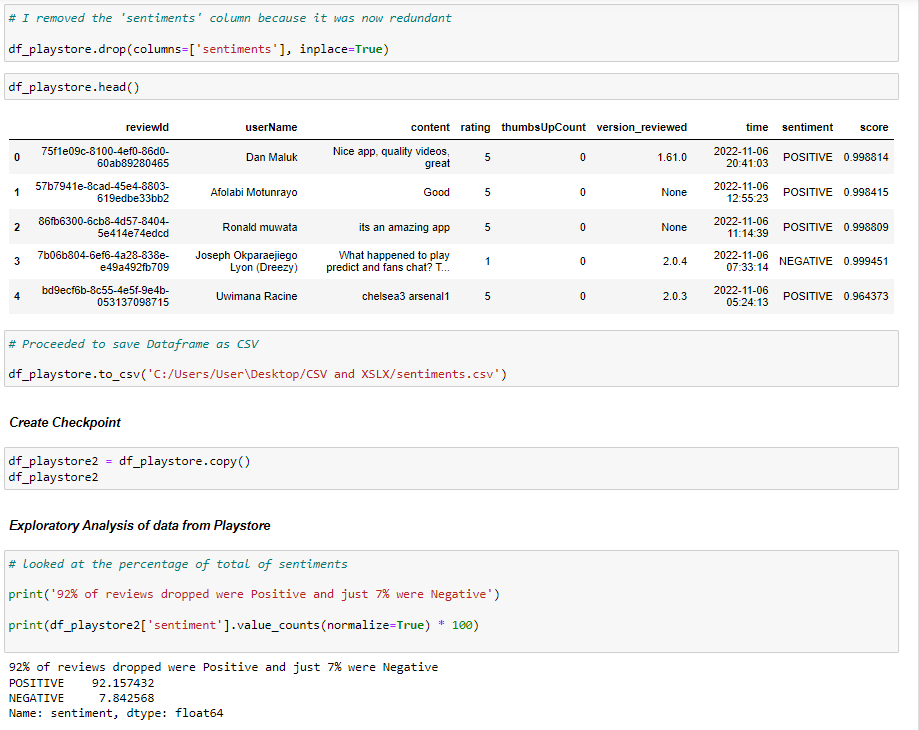 # I removed the 'sentiments' column because it was now redundant
df_playstore.drop(columns=['sentiments'], inplace=True)
df_playstore.head()
reviewId userName content rating thumbsUpCount version_reviewed time sentiment score
0 75f1e09c-8100-4ef0-86d0-60ab89280465 Dan Maluk Nice app, quality videos, great 5 0 1.61.0 2022-11-06 20:41:03 POSITIVE 0.998814
1 57b7941e-8cad-45e4-8803-619edbe33bb2 Afolabi Motunrayo Good 5 0 None 2022-11-06 12:55:23 POSITIVE 0.998415
2 86fb6300-6cb8-4d57-8404-5e414e74edcd Ronald muwata its an amazing app 5 0 None 2022-11-06 11:14:39 POSITIVE 0.998809
3 7b06b804-6ef6-4a28-838e-e49a492fb709 Joseph Okparaejiego Lyon (Dreezy) What happened to play predict and fans chat? T... 1 0 2.0.4 2022-11-06 07:33:14 NEGATIVE 0.999451
4 bd9ecf6b-8c55-4e5f-9e4b-053137098715 Uwimana Racine chelsea3 arsenal1 5 0 2.0.3 2022-11-06 05:24:13 POSITIVE 0.964373
# Proceeded to save Dataframe as CSV
df_playstore.to_csv('C:/Users/User\Desktop/CSV and XSLX/sentiments.csv')
Create Checkpoint
df_playstore2 = df_playstore.copy()
df_playstore2
Exploratory Analysis of data from Playstore
# looked at the percentage of total of sentiments
print('92% of reviews dropped were Positive and just 7% were Negative')
print(df_playstore2['sentiment'].value_counts(normalize=True) * 100)
92% of reviews dropped were Positive and just 7% were Negative
POSITIVE 92.157432
NEGATIVE 7.842568
Name: sentiment, dtype: float64